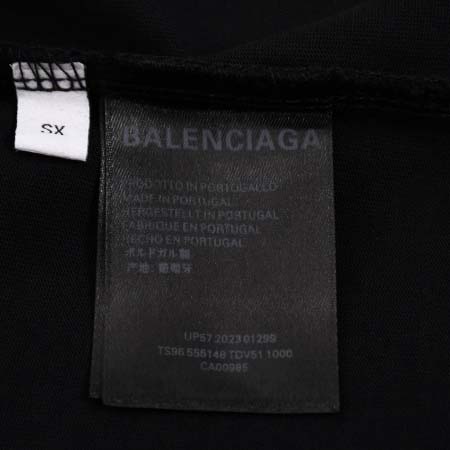 SX
BALENCIAGA
PRODOTTO IN PORTOGALLO
MADE IN PORTUGAL
HERGESTELLT IN PORTUGAL
FABRIQUE EN PORTUGAL
HECHO EN PORTUGAL
ポルトガル製
产地: 葡萄牙
UP57 2023 01299
TS96 556148 TDV51 1000
CA00985